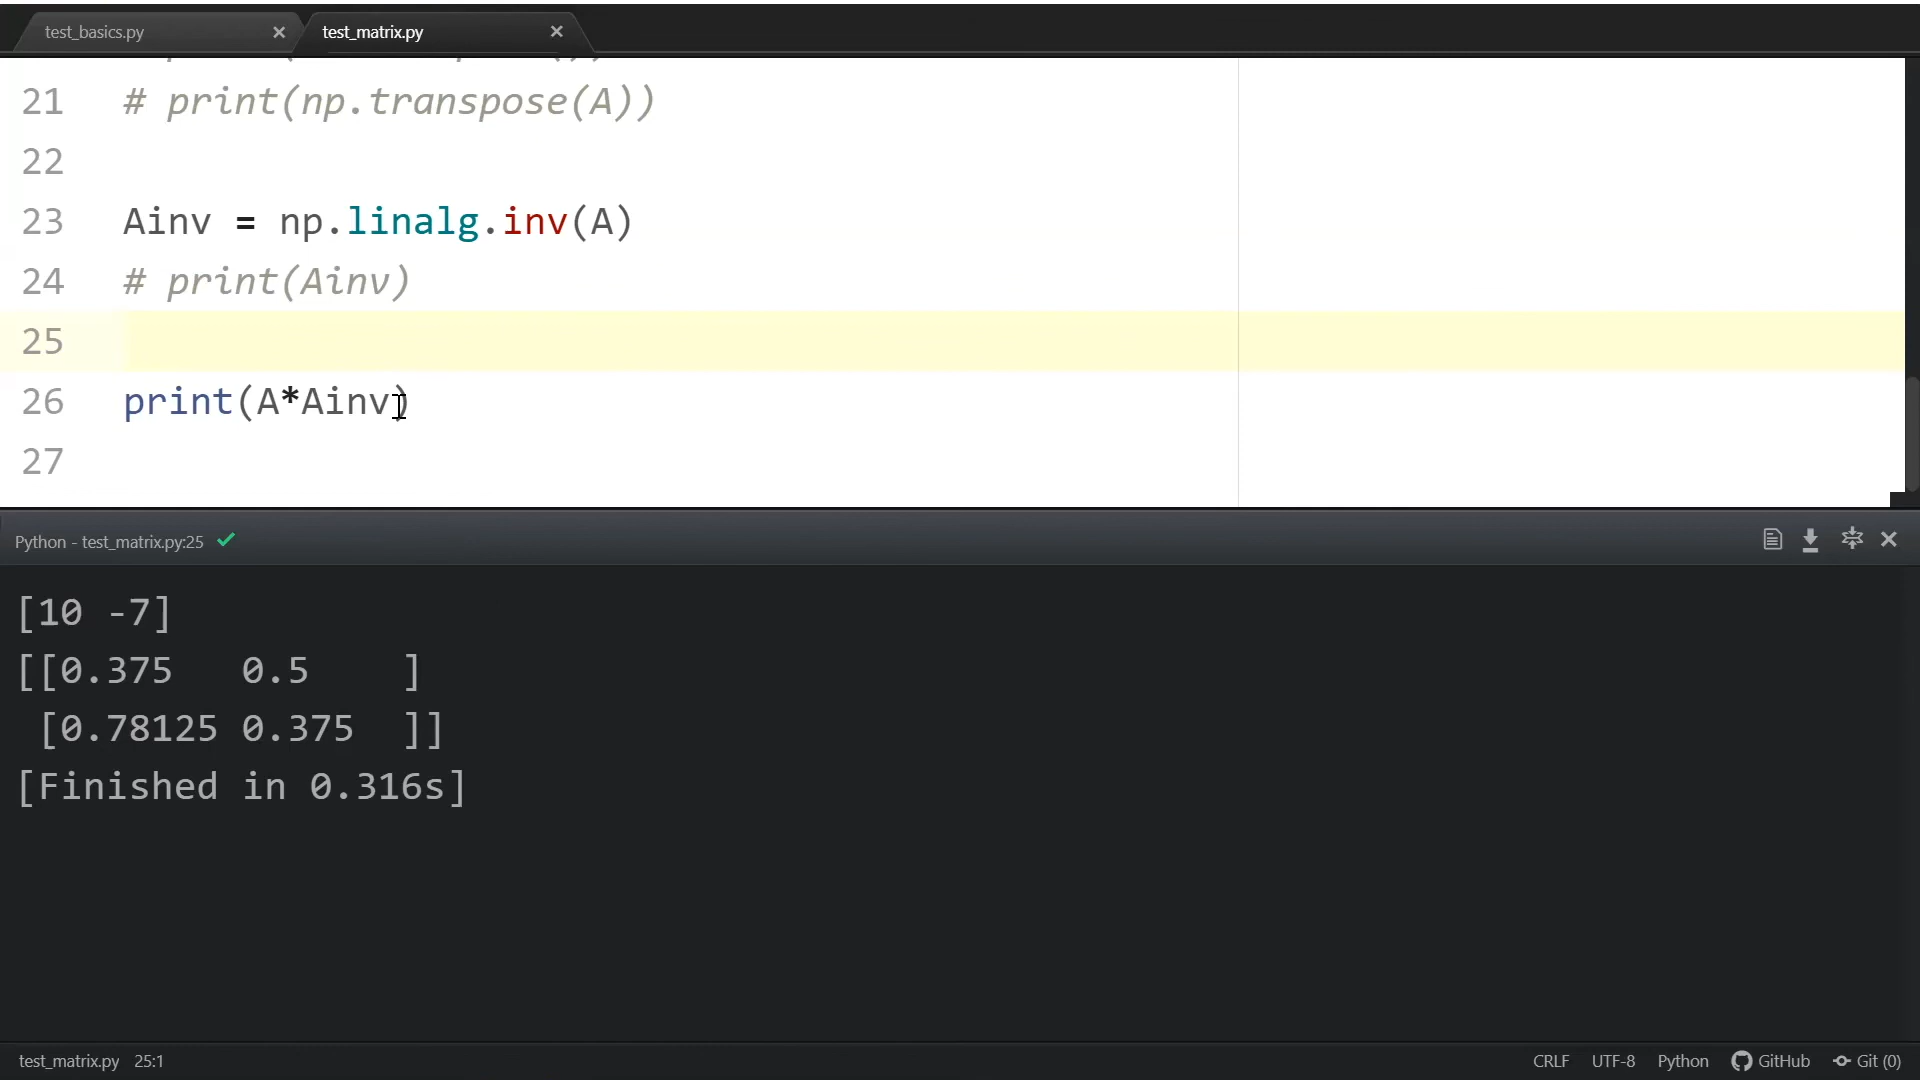 test_basics.py
test_matrix.py
21 # print(np.transpose(A))
22
23 Ainv = np.linalg.inv(A)
24 # print(Ainv)
25
26 print(A*Ainv)
27
Python - test_matrix.py:25
[10 -7]
[[0.375   0.5    ]
 [0.78125 0.375  ]]
[Finished in 0.316s]
test_matrix.py 25:1
CRLF UTF-8 Python GitHub Git (0)